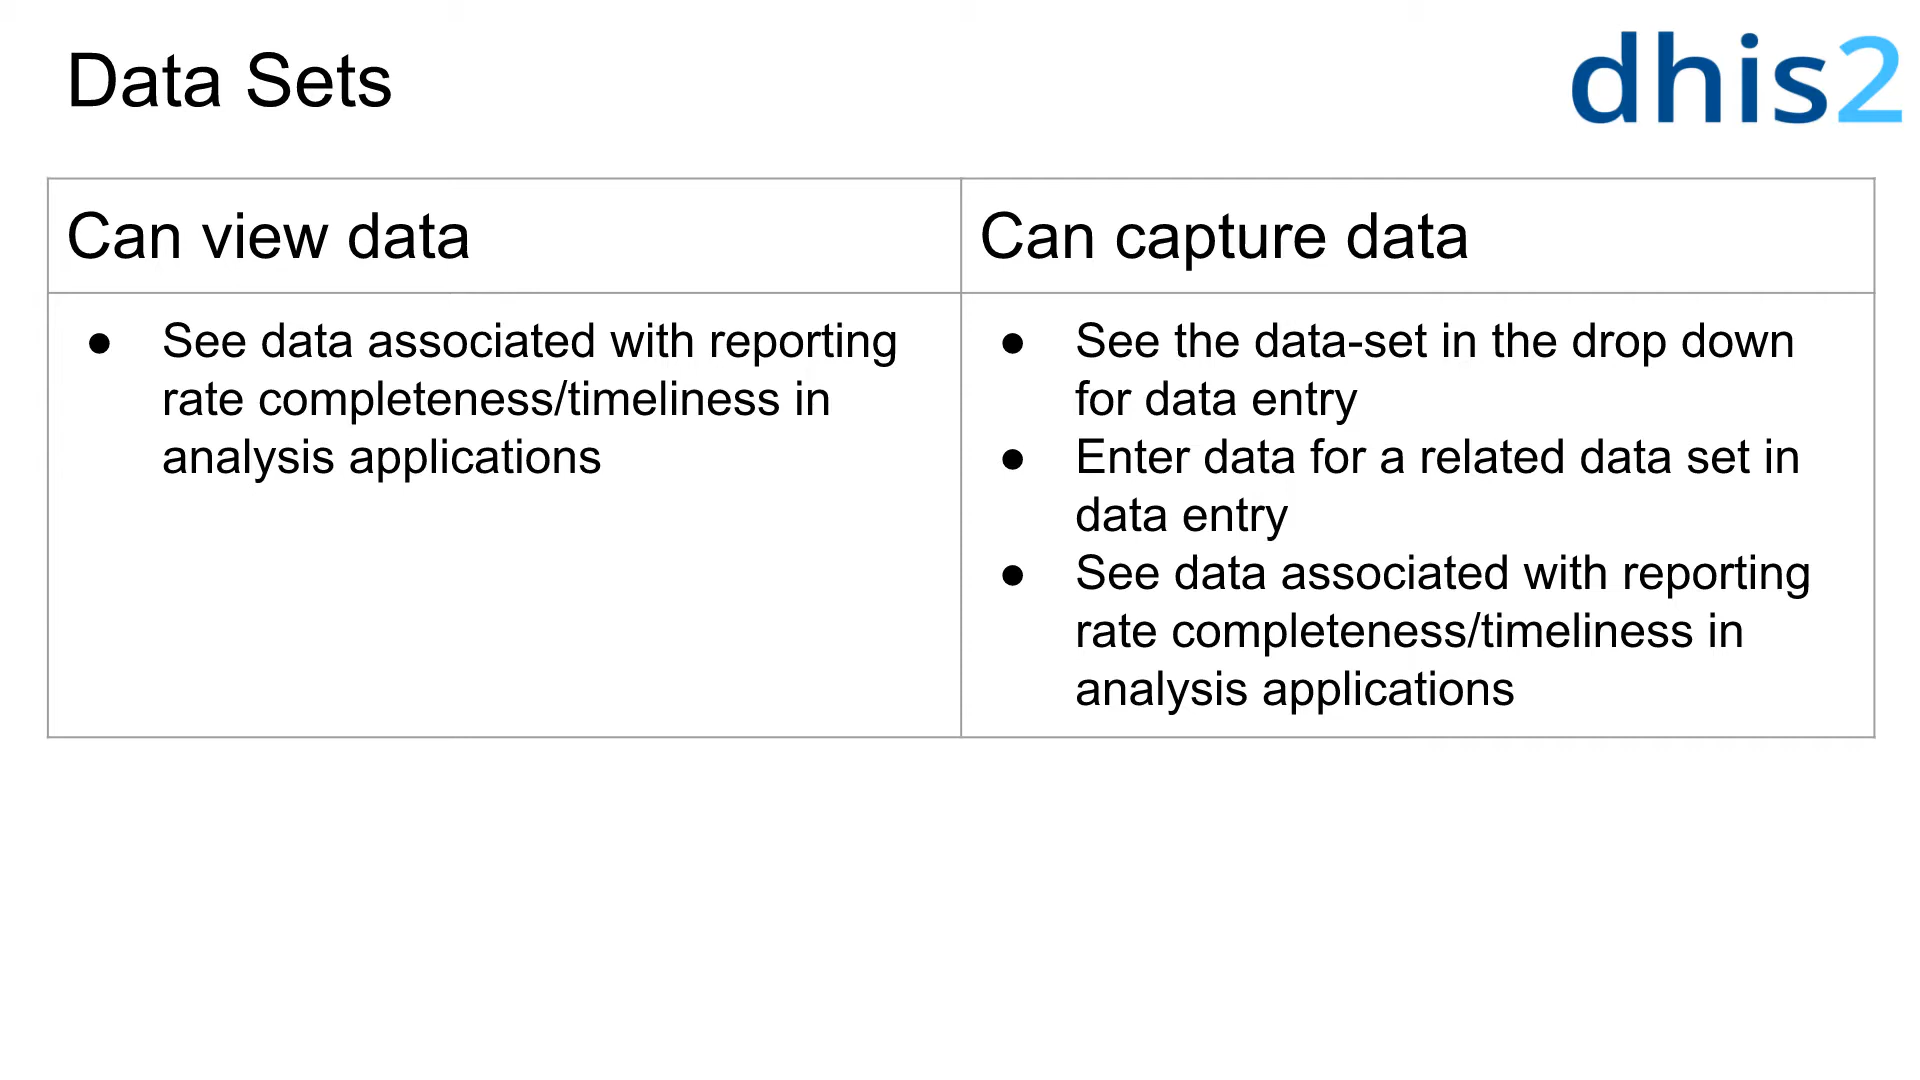 Data Sets
dhis2
Can view data
Can capture data
● See data associated with reporting
rate completeness/timeliness in
analysis applications
● See the data-set in the drop down
for data entry
● Enter data for a related data set in
data entry
● See data associated with reporting
rate completeness/timeliness in
analysis applications